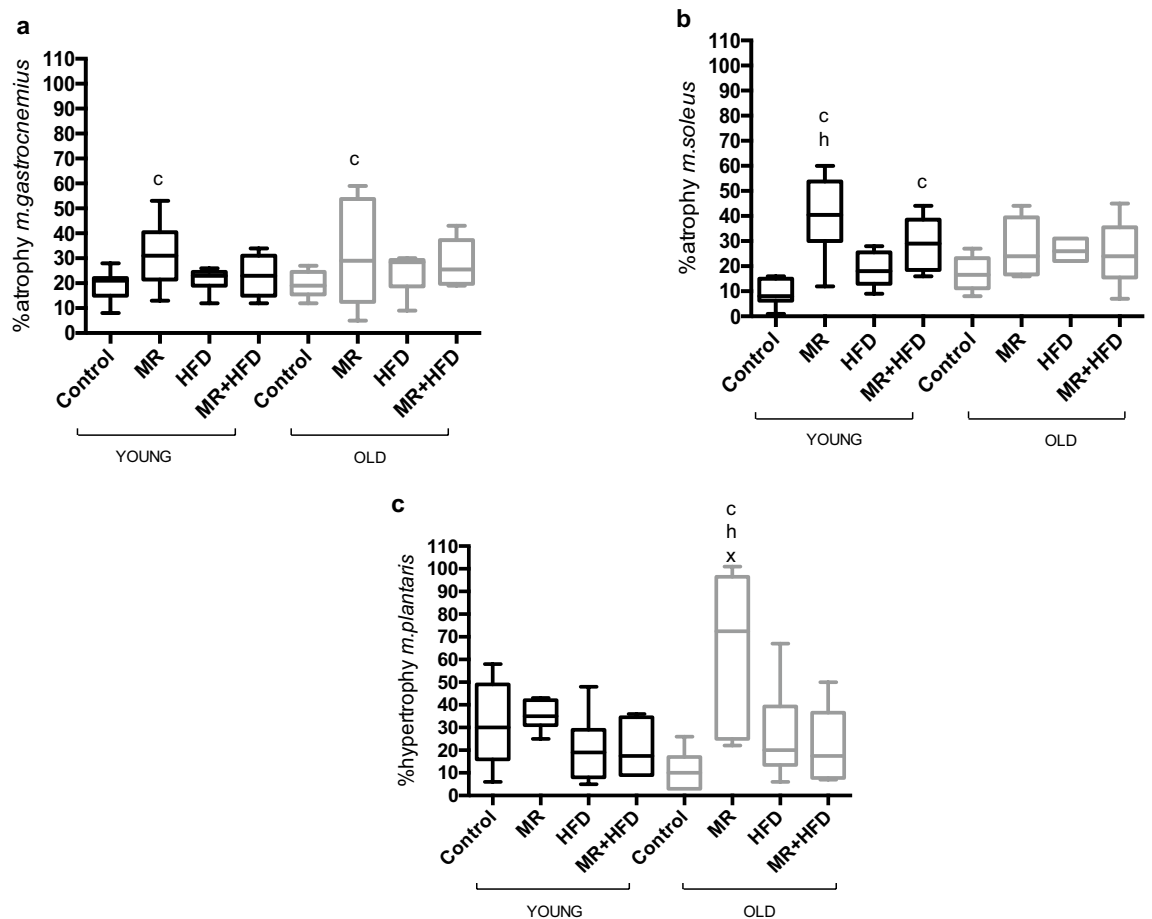 a
%atrophy m.gastrocnemius
110
100
90
80
70
60
50
40
30
20
10
0
c
c
Control
MR
HFD
MR+HFD
Control
MR
HFD
MR+HFD
YOUNG
OLD
b
%atrophy m.soleus
110
100
90
80
70
60
50
40
30
20
10
0
c
h
c
Control
MR
HFD
MR+HFD
Control
MR
HFD
MR+HFD
YOUNG
OLD
c
%hypertrophy m.plantaris
110
100
90
80
70
60
50
40
30
20
10
0
c
h
x
Control
MR
HFD
MR+HFD
Control
MR
HFD
MR+HFD
YOUNG
OLD